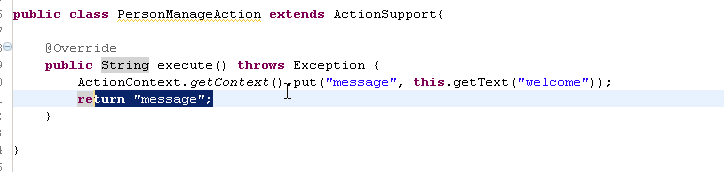 public class PersonManageAction extends ActionSupport{
@Override
public String execute() throws Exception {
ActionContext.getContext().put("message", this.getText("welcome"));
return "message";
}
}